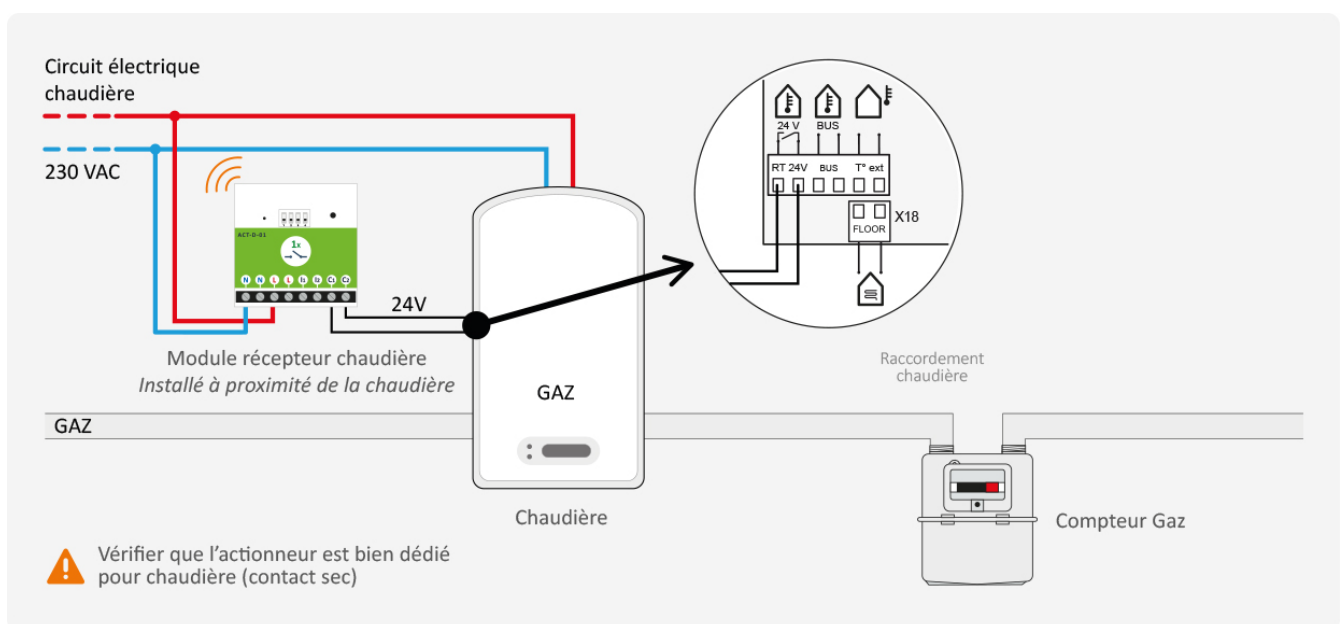 Circuit électrique
chaudière
230 VAC
ACT-D-01
1x
N N L L I1 I2 C1 C2
24V
24 V BUS
RT 24V BUS T° ext
X18
FLOOR
Module récepteur chaudière
Installé à proximité de la chaudière
GAZ
Raccordement
chaudière
GAZ
Chaudière
Compteur Gaz
Vérifier que l’actionneur est bien dédié
pour chaudière (contact sec)